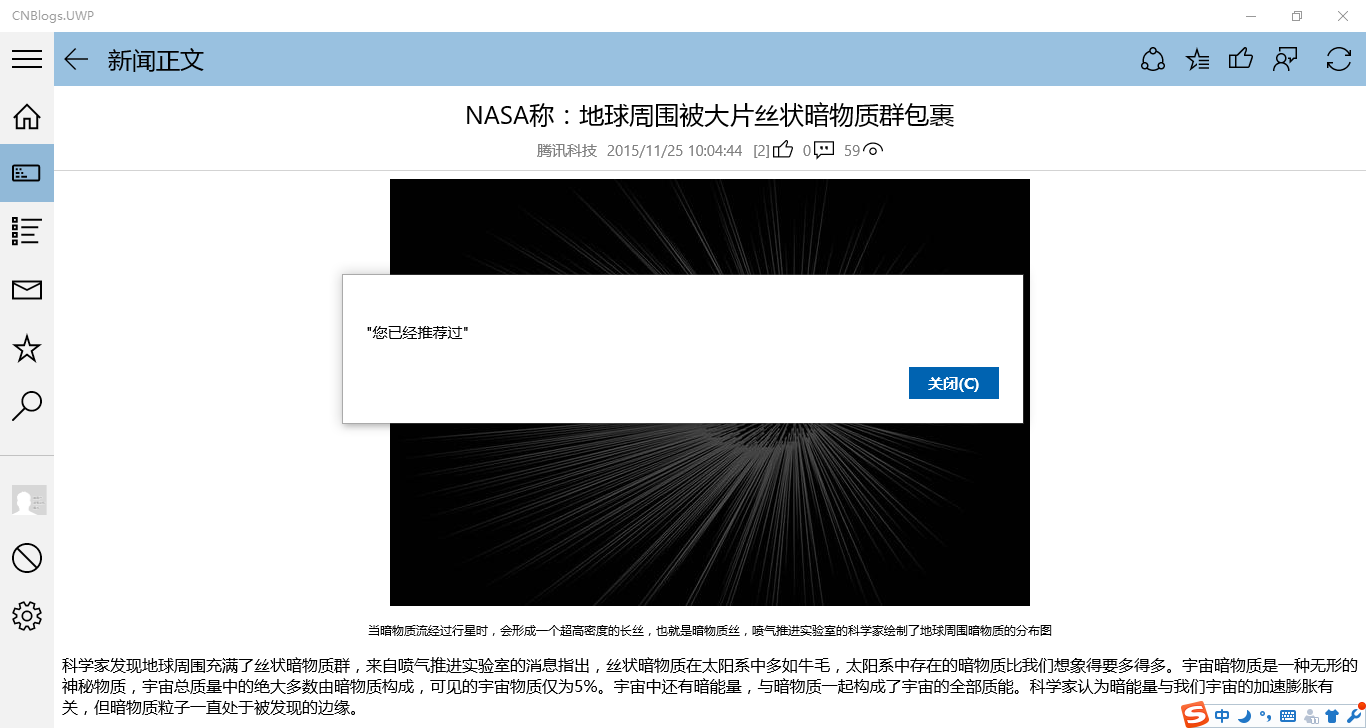 CNBlogs.UWP
新闻正文
NASA称：地球周围被大片丝状暗物质群包裹
腾讯科技 2015/11/25 10:04:44 [2] 0 59
"您已经推荐过"
关闭(C)
当暗物质流经过行星时，会形成一个超高密度的长丝，也就是暗物质丝，喷气推进实验室的科学家绘制了地球周围暗物质的分布图
科学家发现地球周围充满了丝状暗物质群，来自喷气推进实验室的消息指出，丝状暗物质在太阳系中多如牛毛，太阳系中存在的暗物质比我们想象得要多得多。宇宙暗物质是一种无形的
神秘物质，宇宙总质量中的绝大多数由暗物质构成，可见的宇宙物质仅为5%。宇宙中还有暗能量，与暗物质一起构成了宇宙的全部质能。科学家认为暗能量与我们宇宙的加速膨胀有
关，但暗物质粒子一直处于被发现的边缘。
S 中